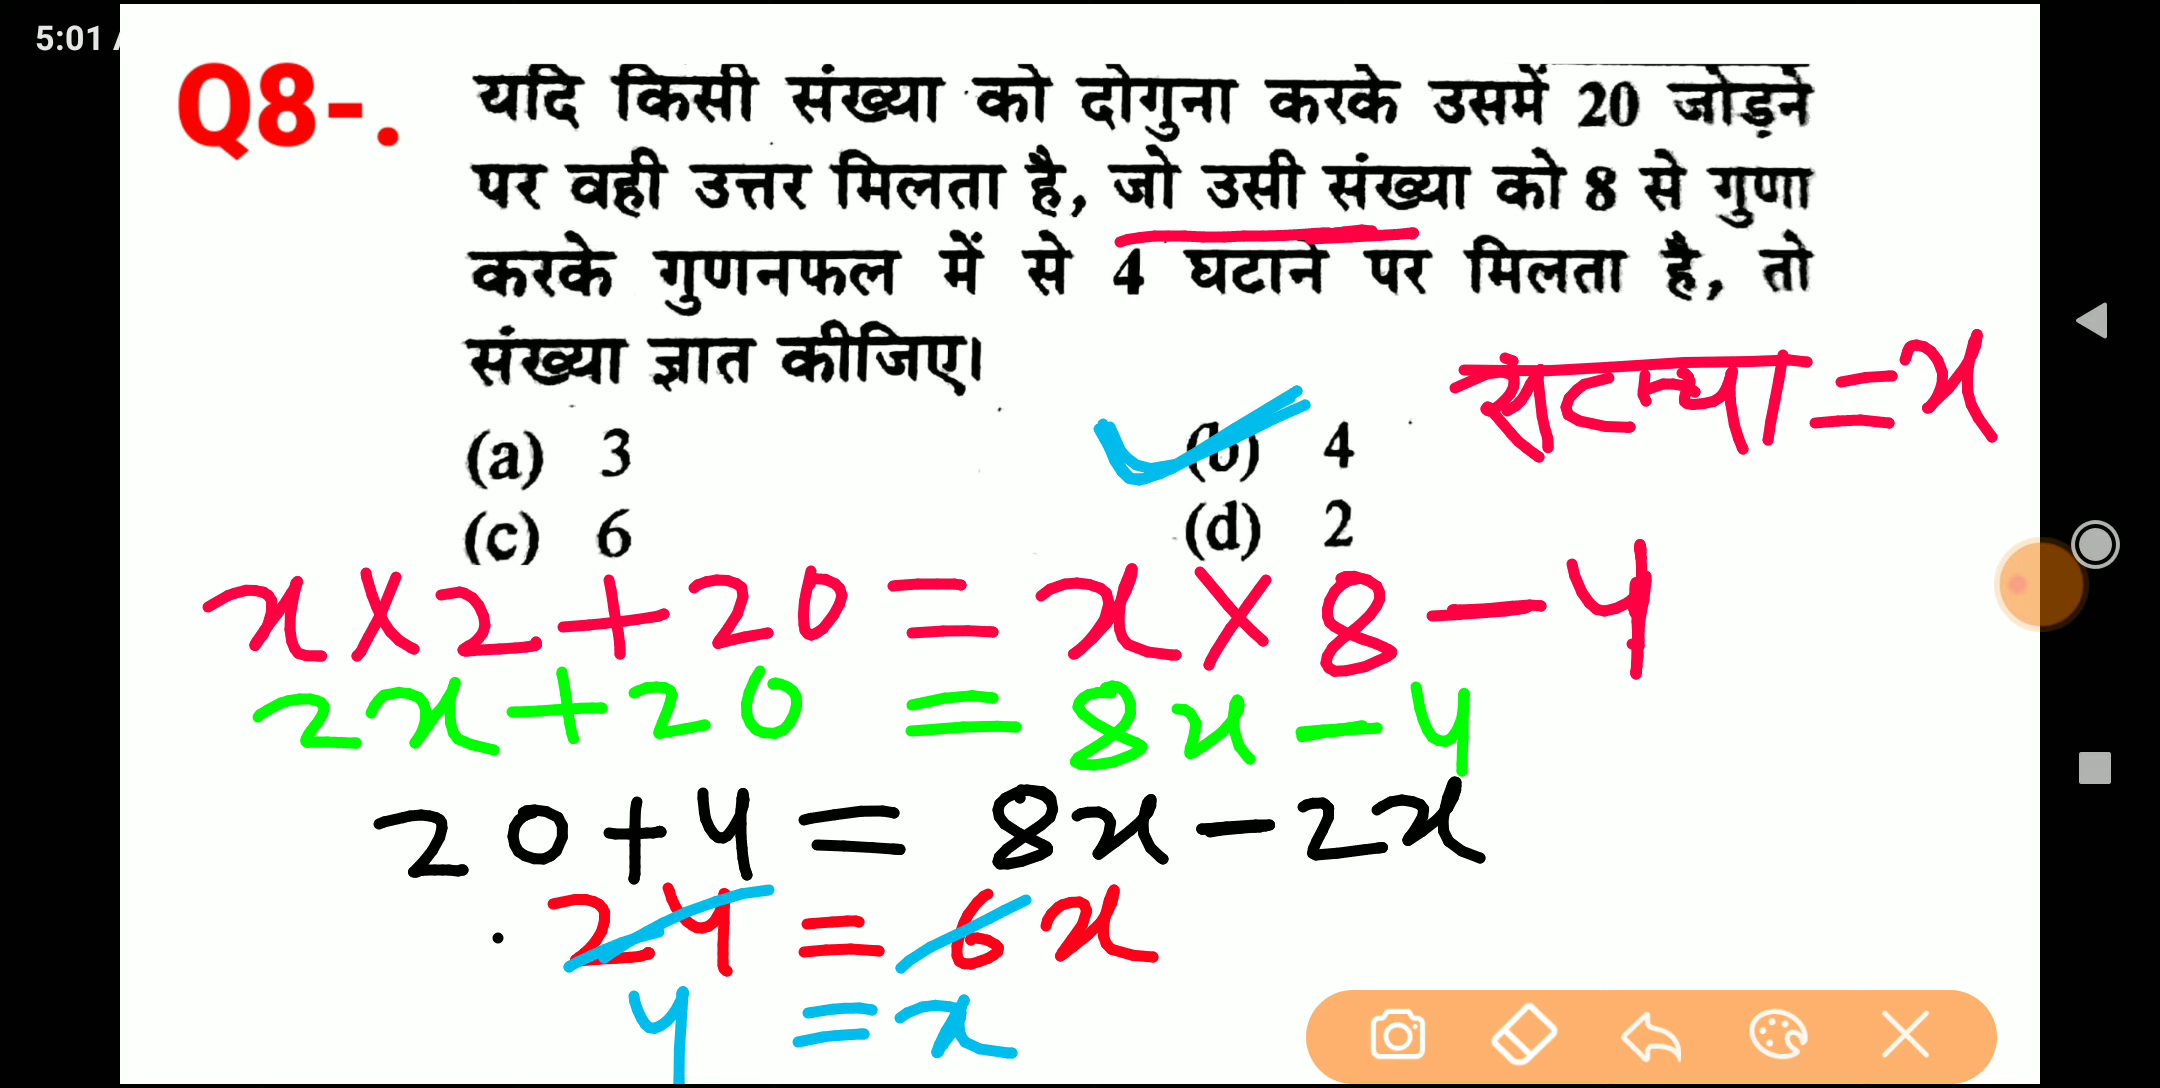 5:01
Q8-.
यदि किसी संख्या को दोगुना करके उसमें 20 जोड़ने
पर वही उत्तर मिलता है, जो उसी संख्या को 8 से गुणा
करके गुणनफल में से 4 घटाने पर मिलता है, तो
संख्या ज्ञात कीजिए।
संख्या = x
(a) 3
(b) 4
(c) 6
(d) 2
x × 2 + 20 = x × 8 - 4
2x + 20 = 8x - 4
20 + 4 = 8x - 2x
24 = 6x
4 = x